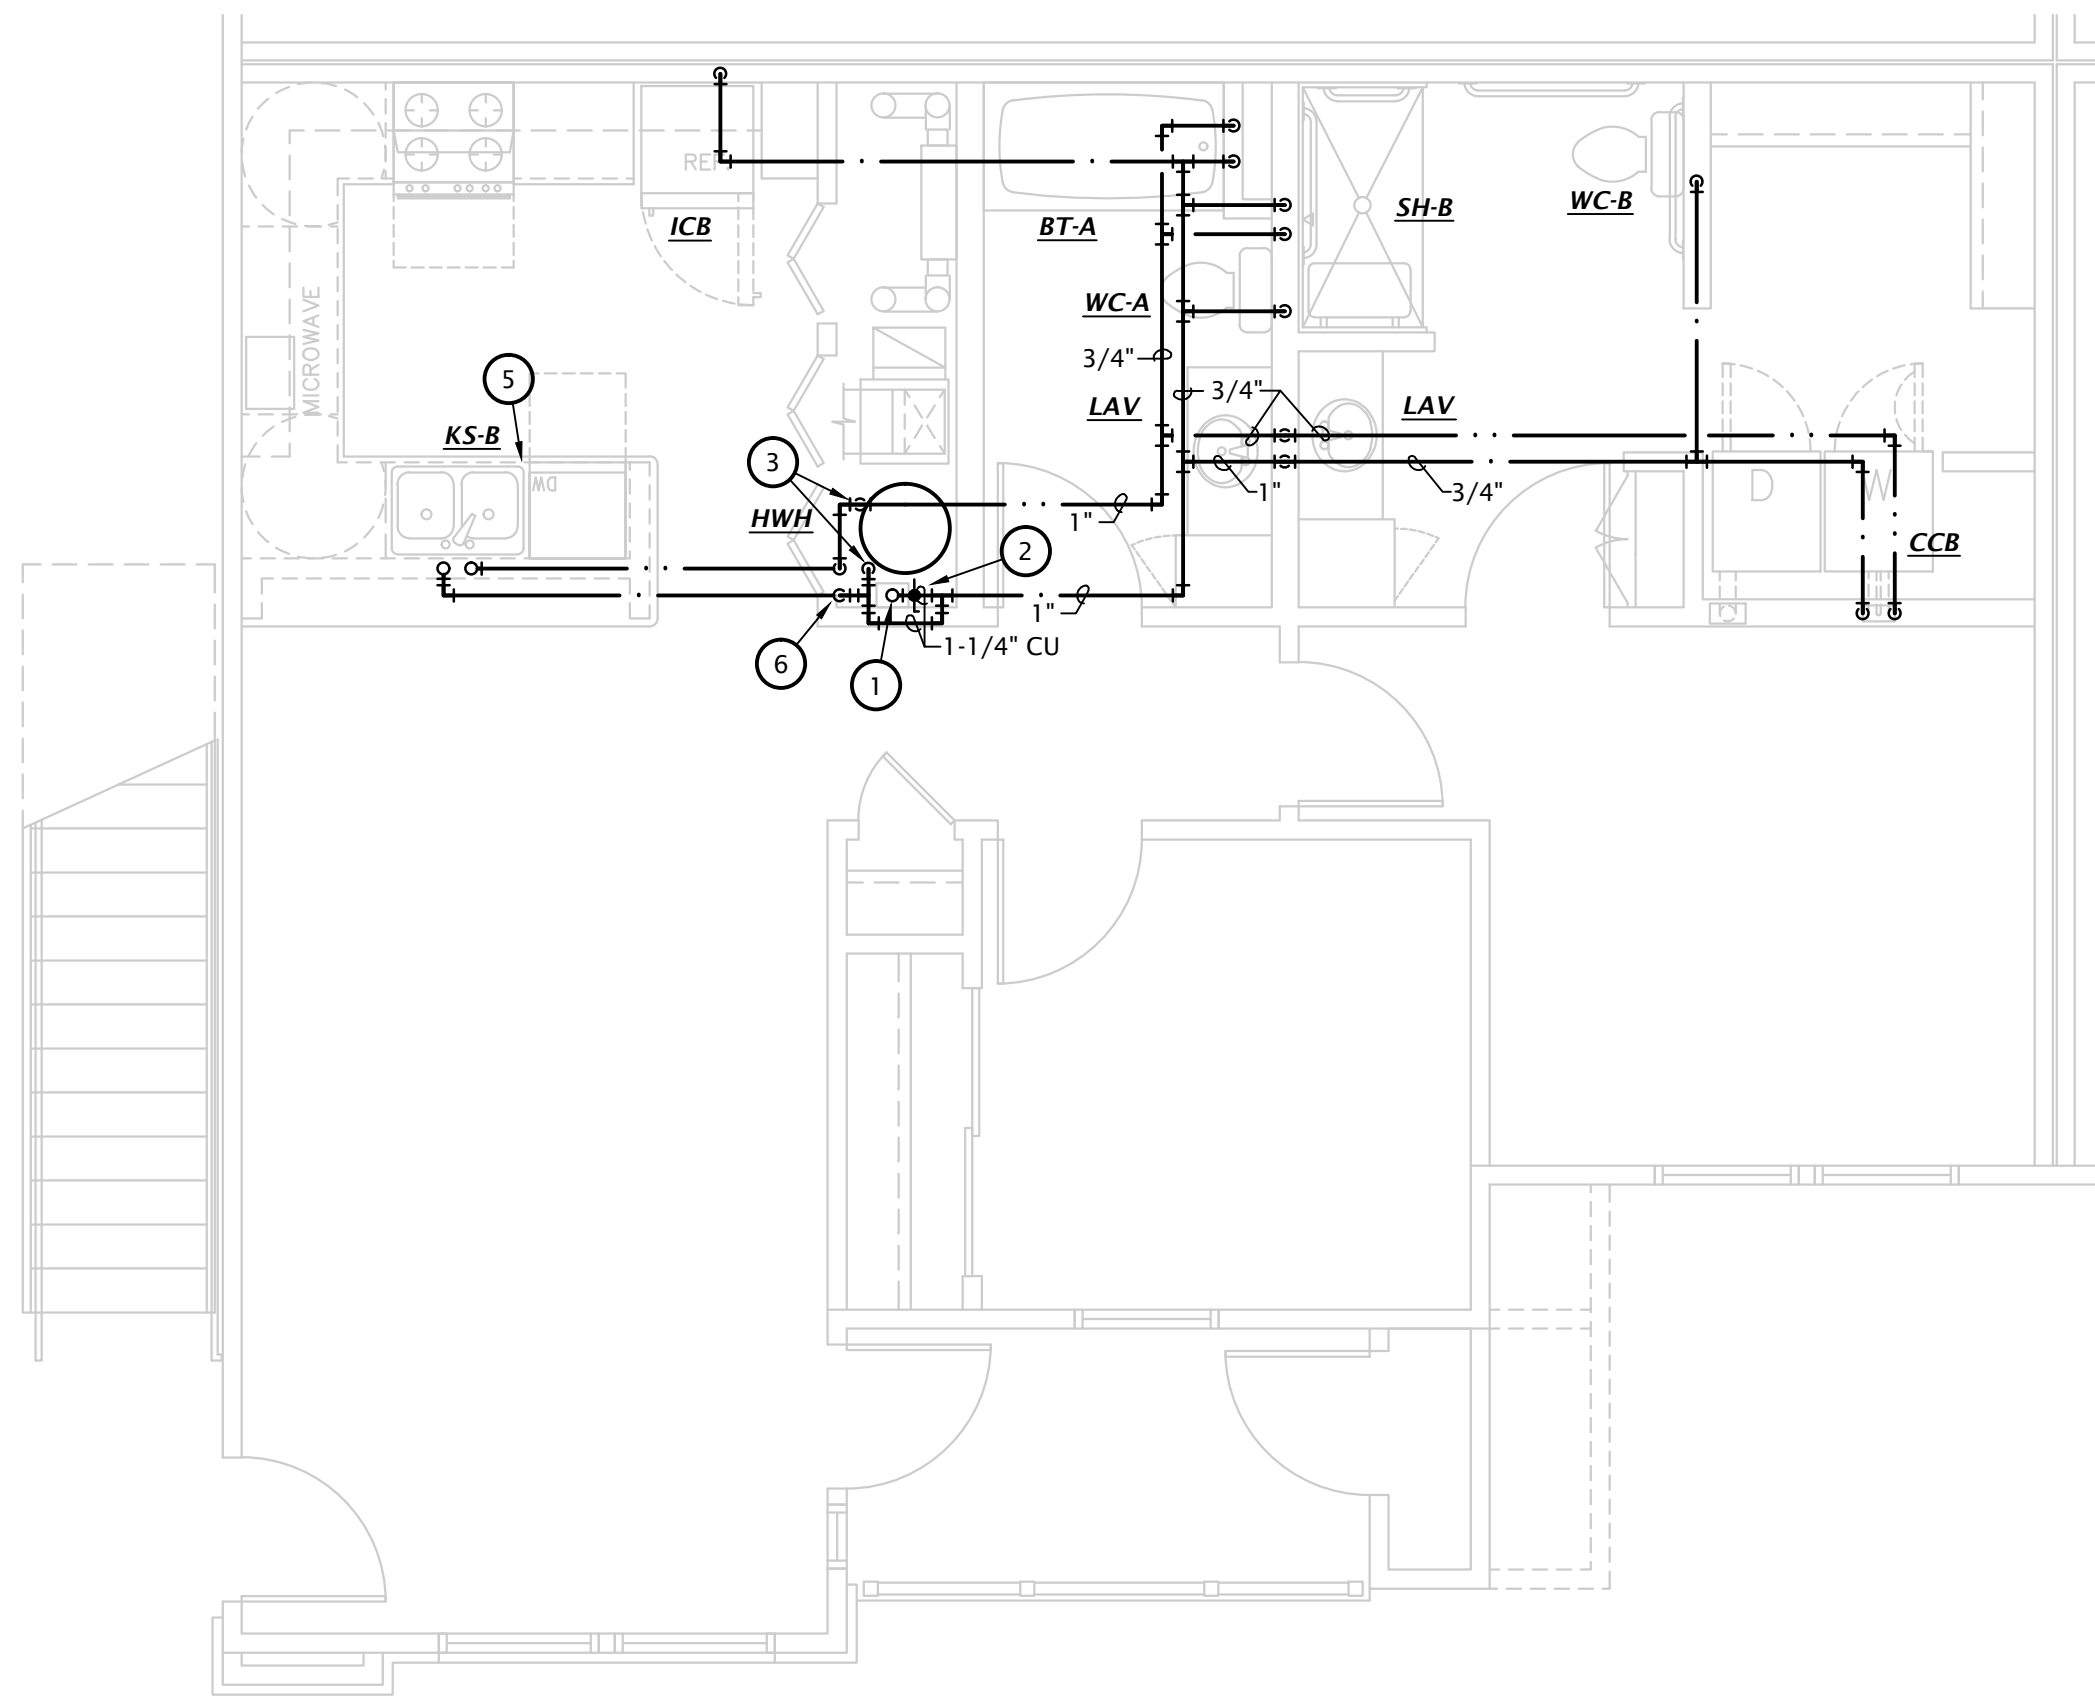 REF.
ICB
BT-A
SH-B
WC-B
MICROWAVE
WC-A
3/4"
5
3/4"
LAV
LAV
KS-B
3
DW
D
W
1"
3/4"
HWH
1"
2
CCB
1"
1-1/4" CU
6
1